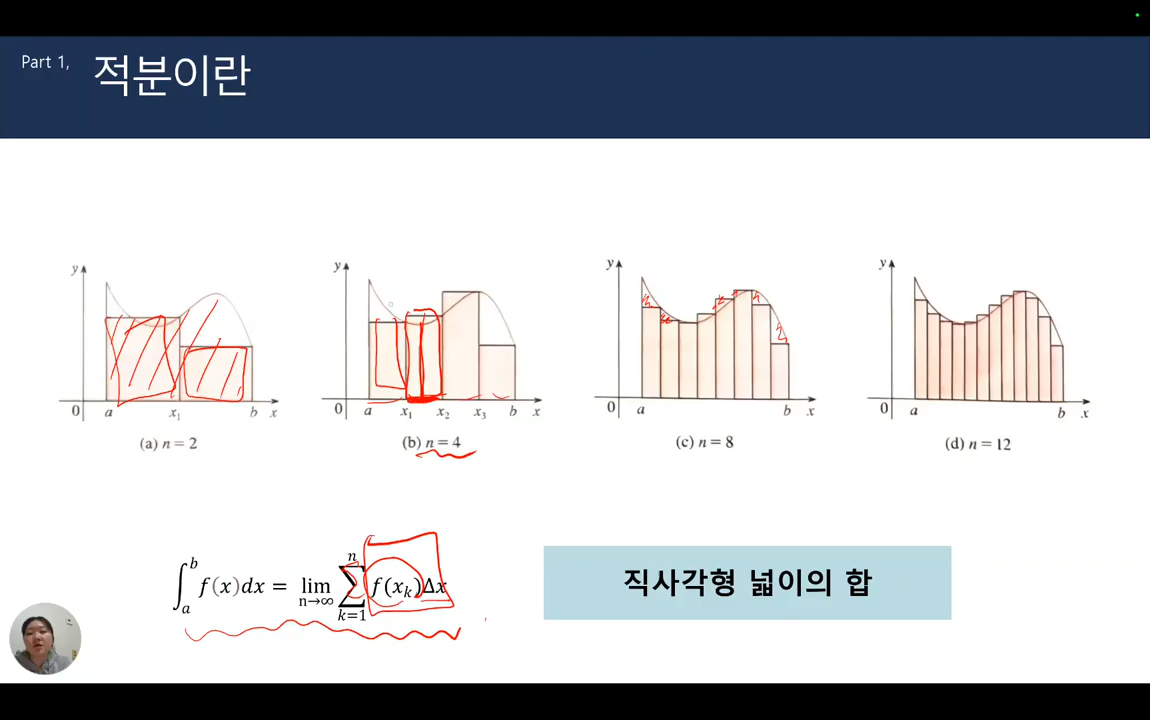 Part 1,
적분이란
y
0 a x₁ b x
(a) n = 2
y
0 a x₁ x₂ x₃ b x
(b) n = 4
y
0 a b x
(c) n = 8
y
0 a b x
(d) n = 12
∫ₐᵇ f(x)dx = lim n→∞ ∑ₖ₌₁ⁿ f(xₖ)Δx
직사각형 넓이의 합